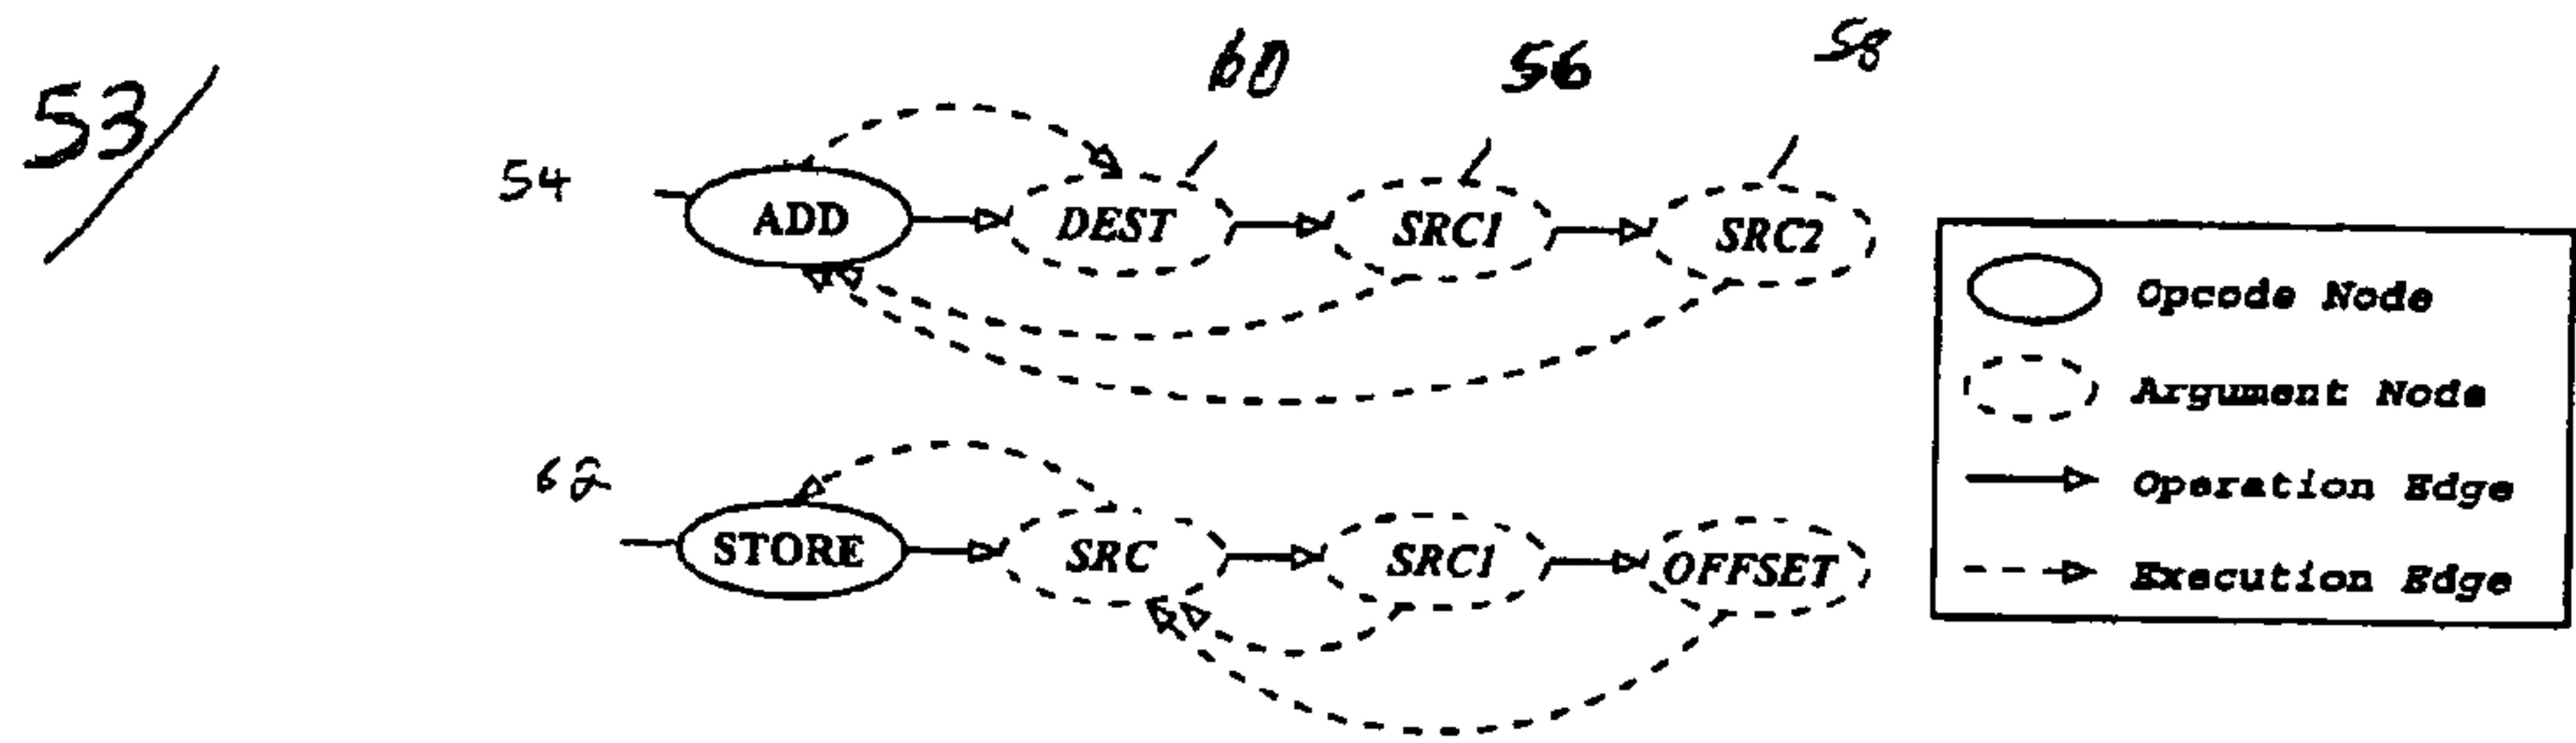 60 56 58
53
54 ADD DEST SRC1 SRC2
Opcode Node
Argument Node
62
STORE SRC SRC1 OFFSET
Operation Edge
Execution Edge